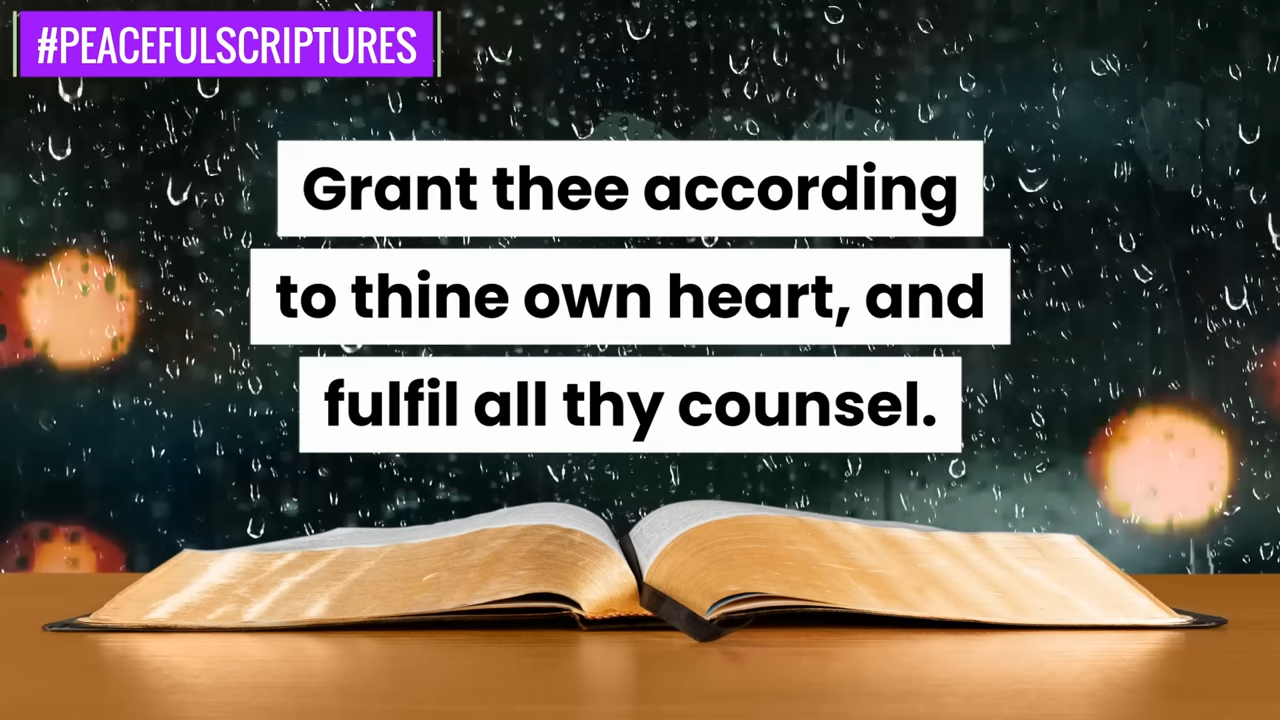 #PEACEFULSCRIPTURES
Grant thee according
to thine own heart, and
fulfil all thy counsel.